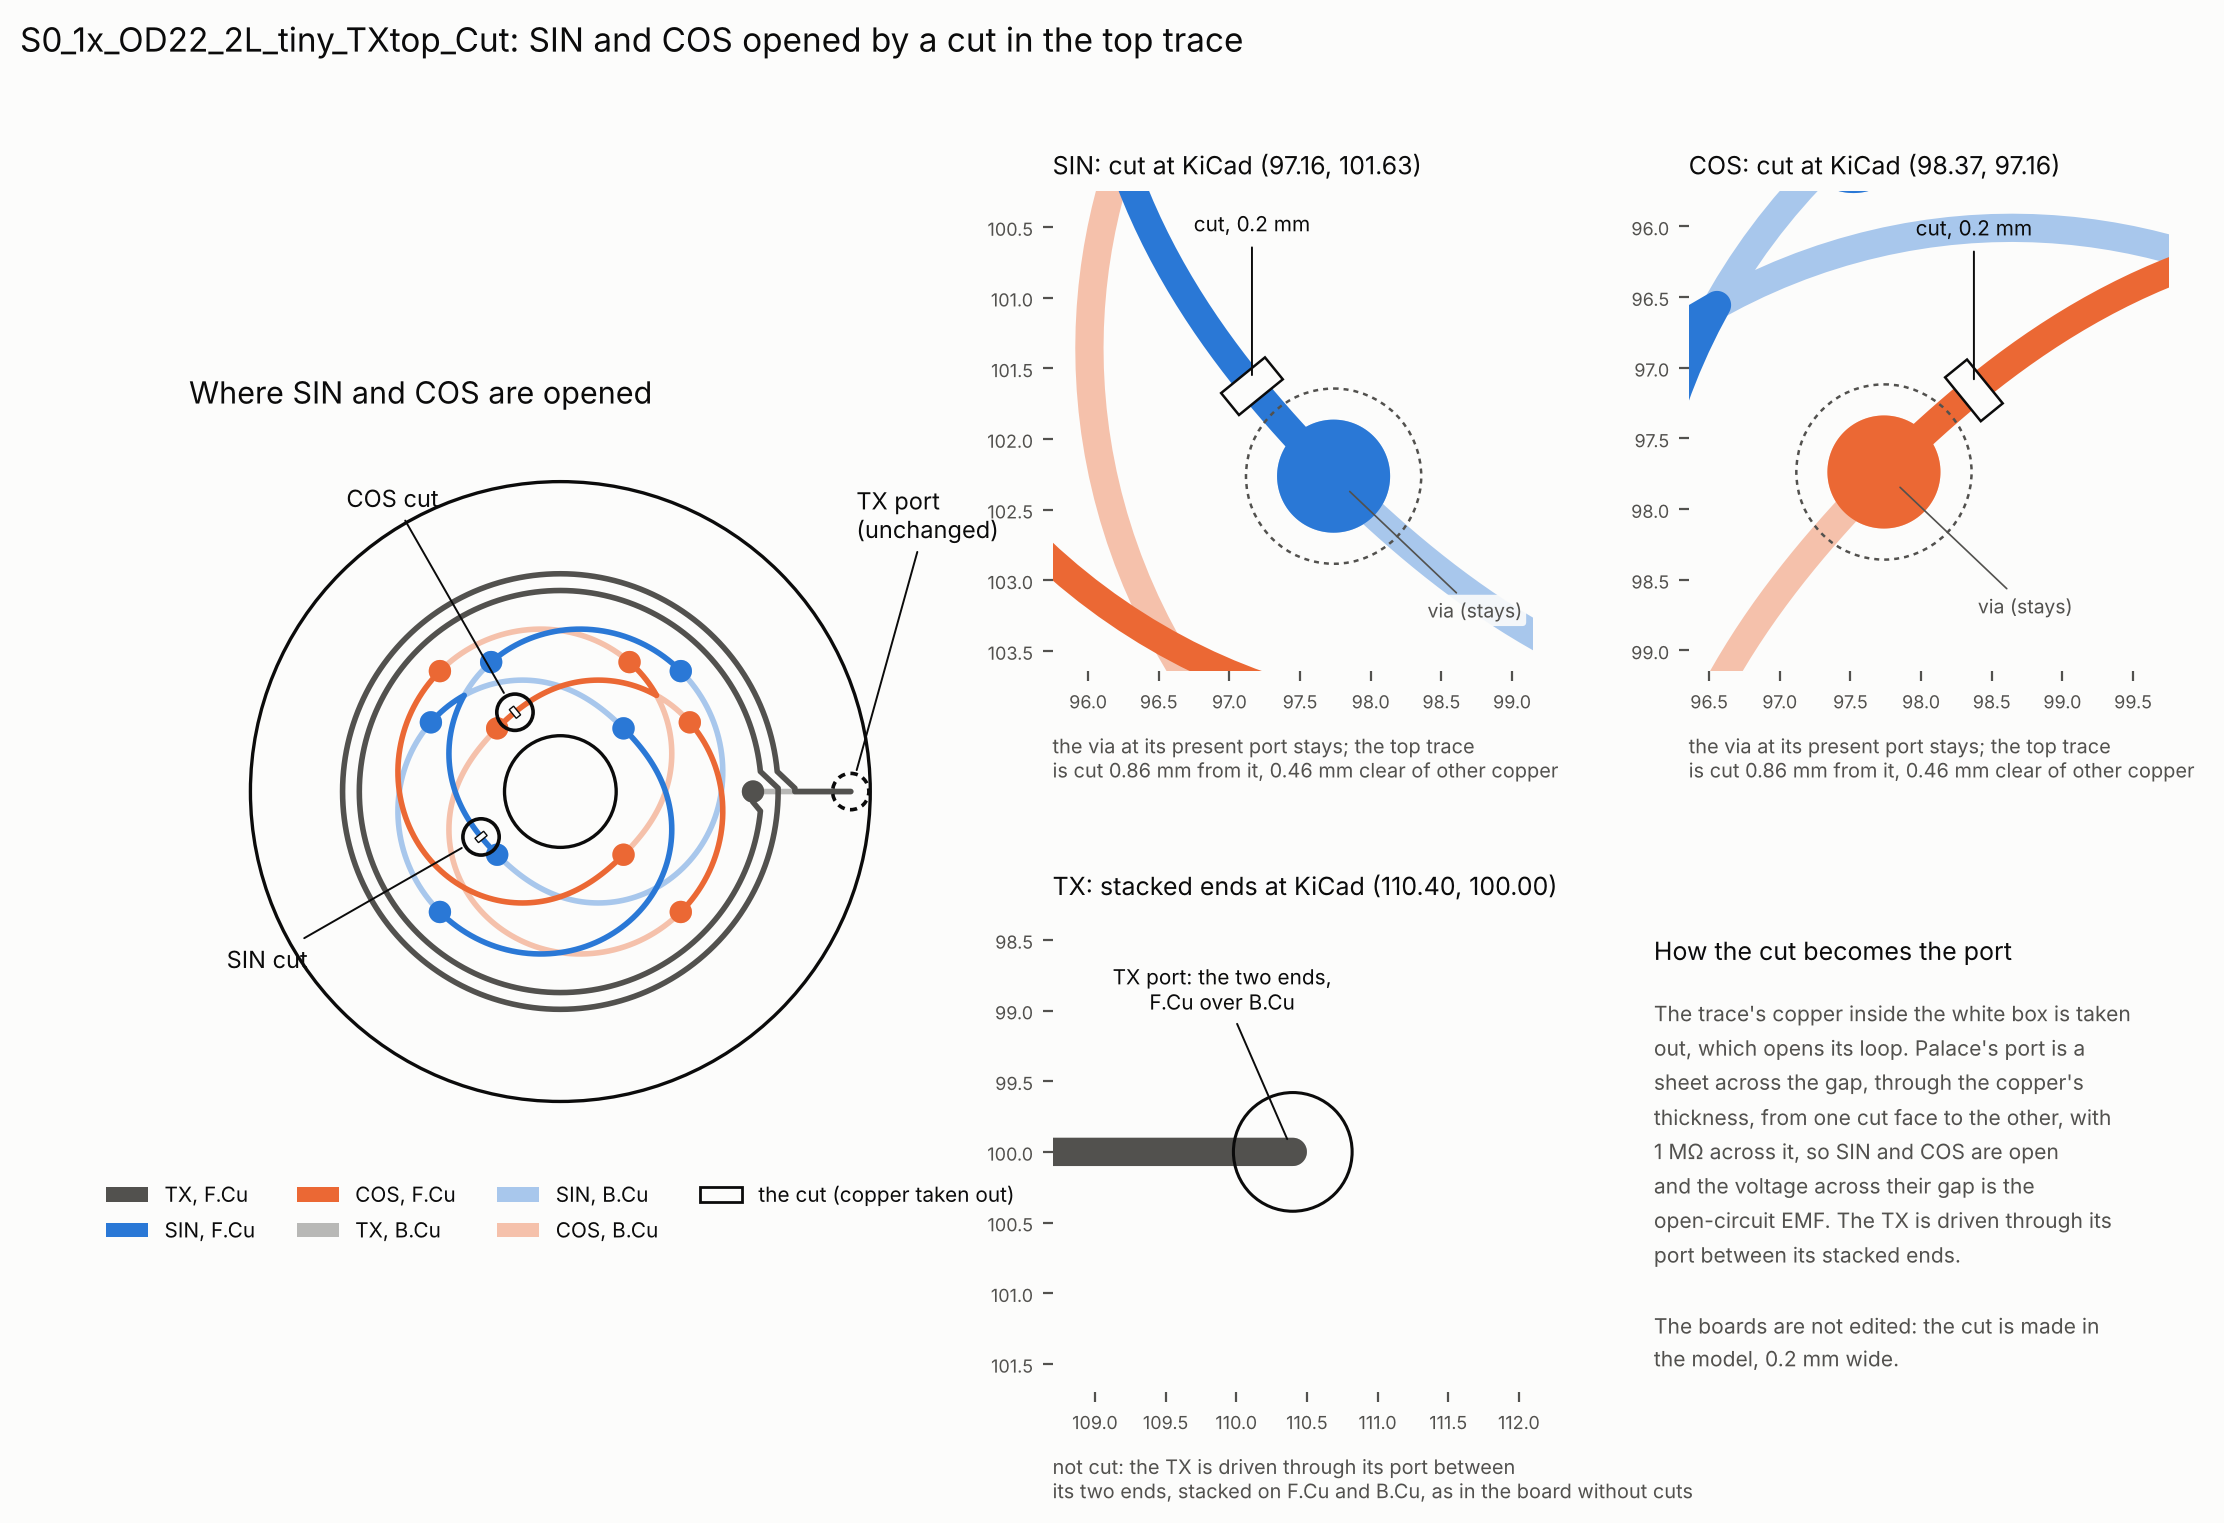 S0_1x_OD22_2L_tiny_TXtop_Cut: SIN and COS opened by a cut in the top trace
Where SIN and COS are opened
COS cut
TX port
(unchanged)
SIN cut
TX, F.Cu
SIN, F.Cu
COS, F.Cu
TX, B.Cu
SIN, B.Cu
COS, B.Cu
the cut (copper taken out)
SIN: cut at KiCad (97.16, 101.63)
cut, 0.2 mm
via (stays)
100.5
101.0
101.5
102.0
102.5
103.0
103.5
96.0 96.5 97.0 97.5 98.0 98.5 99.0
the via at its present port stays; the top trace
is cut 0.86 mm from it, 0.46 mm clear of other copper
COS: cut at KiCad (98.37, 97.16)
cut, 0.2 mm
via (stays)
96.0
96.5
97.0
97.5
98.0
98.5
99.0
96.5 97.0 97.5 98.0 98.5 99.0 99.5
the via at its present port stays; the top trace
is cut 0.86 mm from it, 0.46 mm clear of other copper
TX: stacked ends at KiCad (110.40, 100.00)
TX port: the two ends,
F.Cu over B.Cu
98.5
99.0
99.5
100.0
100.5
101.0
101.5
109.0 109.5 110.0 110.5 111.0 111.5 112.0
not cut: the TX is driven through its port between
its two ends, stacked on F.Cu and B.Cu, as in the board without cuts
How the cut becomes the port
The trace's copper inside the white box is taken
out, which opens its loop. Palace's port is a
sheet across the gap, through the copper's
thickness, from one cut face to the other, with
1 MΩ across it, so SIN and COS are open
and the voltage across their gap is the
open-circuit EMF. The TX is driven through its
port between its stacked ends.
The boards are not edited: the cut is made in
the model, 0.2 mm wide.